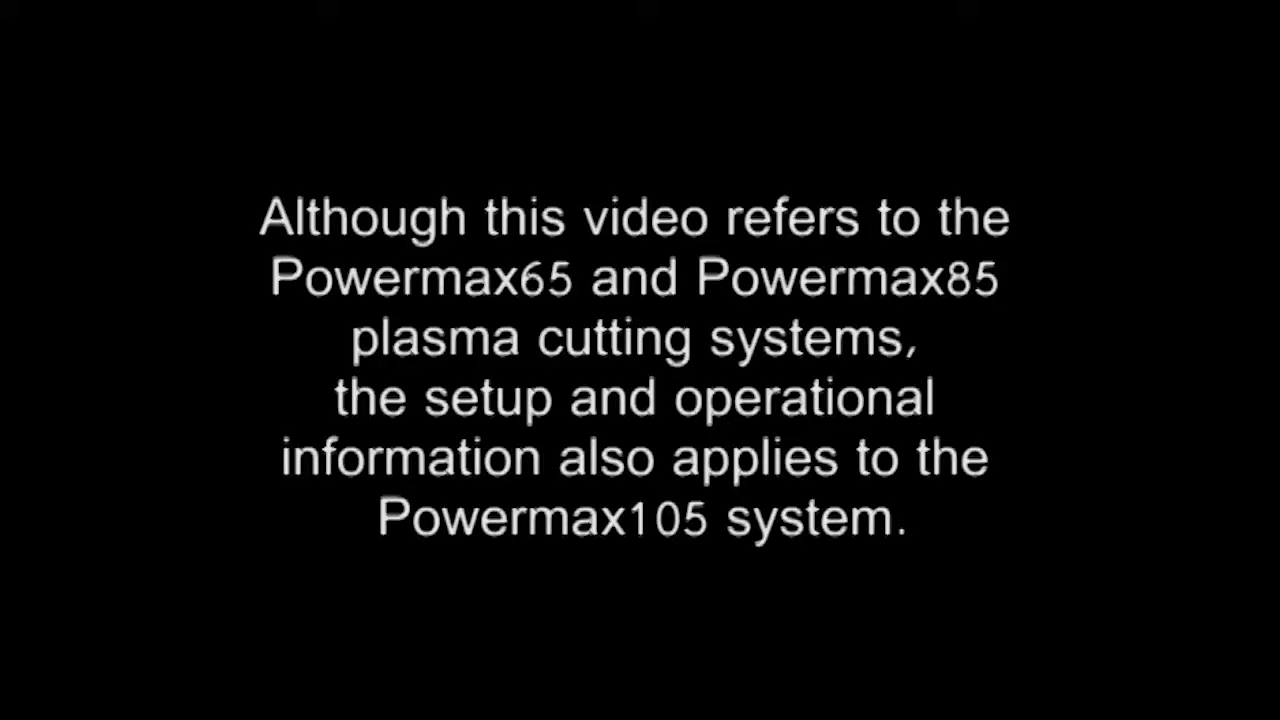 Although this video refers to the
Powermax65 and Powermax85
plasma cutting systems,
the setup and operational
information also applies to the
Powermax105 system.